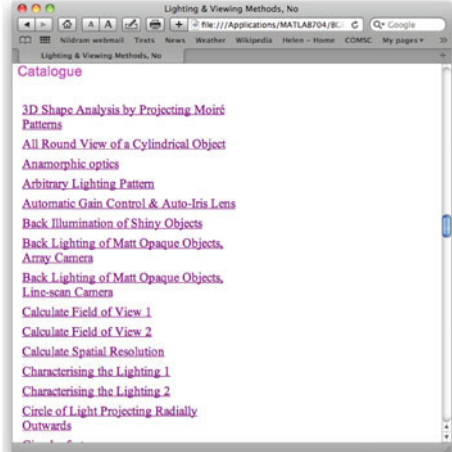 Lighting & Viewing Methods, No
A A
file:///Applications/MATLAB704/BG
Google
Nildram webmail Texts News Weather Wikipedia Helen - Home COMSC My pages
Lighting & Viewing Methods, No
Catalogue
3D Shape Analysis by Projecting Moiré
Patterns
All Round View of a Cylindrical Object
Anamorphic optics
Arbitrary Lighting Pattern
Automatic Gain Control & Auto-Iris Lens
Back Illumination of Shiny Objects
Back Lighting of Matt Opaque Objects,
Array Camera
Back Lighting of Matt Opaque Objects,
Line-scan Camera
Calculate Field of View 1
Calculate Field of View 2
Calculate Spatial Resolution
Characterising the Lighting 1
Characterising the Lighting 2
Circle of Light Projecting Radially
Outwards